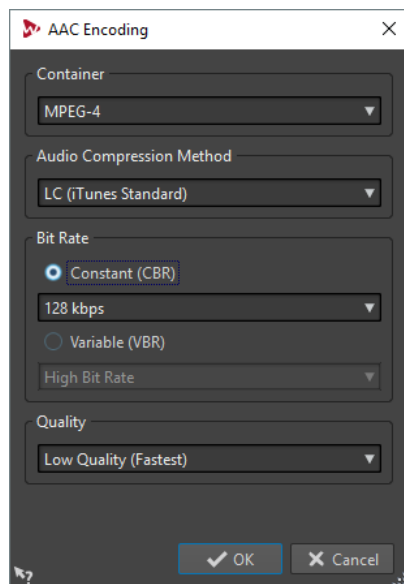 AAC Encoding
Container
MPEG-4
Audio Compression Method
LC (iTunes Standard)
Bit Rate
Constant (CBR)
128 kbps
Variable (VBR)
High Bit Rate
Quality
Low Quality (Fastest)
OK
Cancel